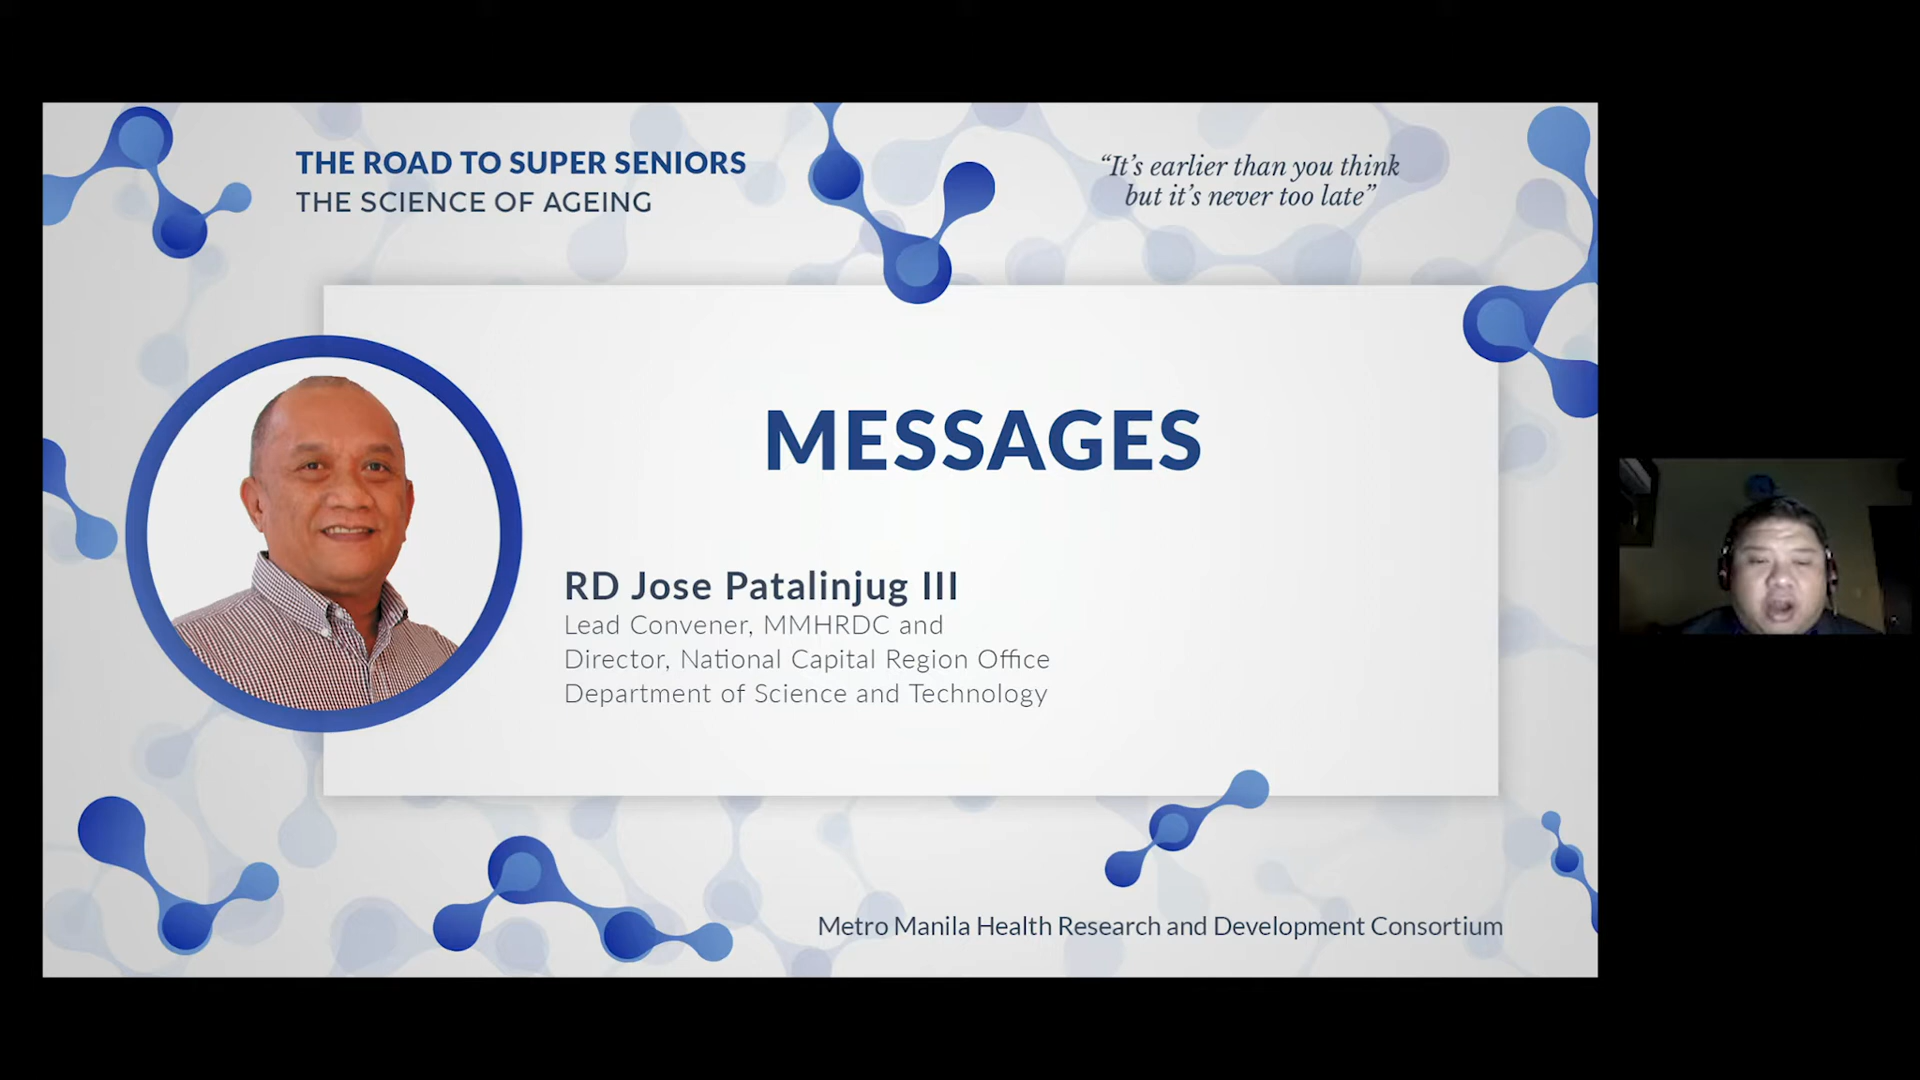 THE ROAD TO SUPER SENIORS
THE SCIENCE OF AGEING
“It’s earlier than you think
but it’s never too late”
MESSAGES
RD Jose Patalinjug III
Lead Convener, MMHRDC and
Director, National Capital Region Office
Department of Science and Technology
Metro Manila Health Research and Development Consortium